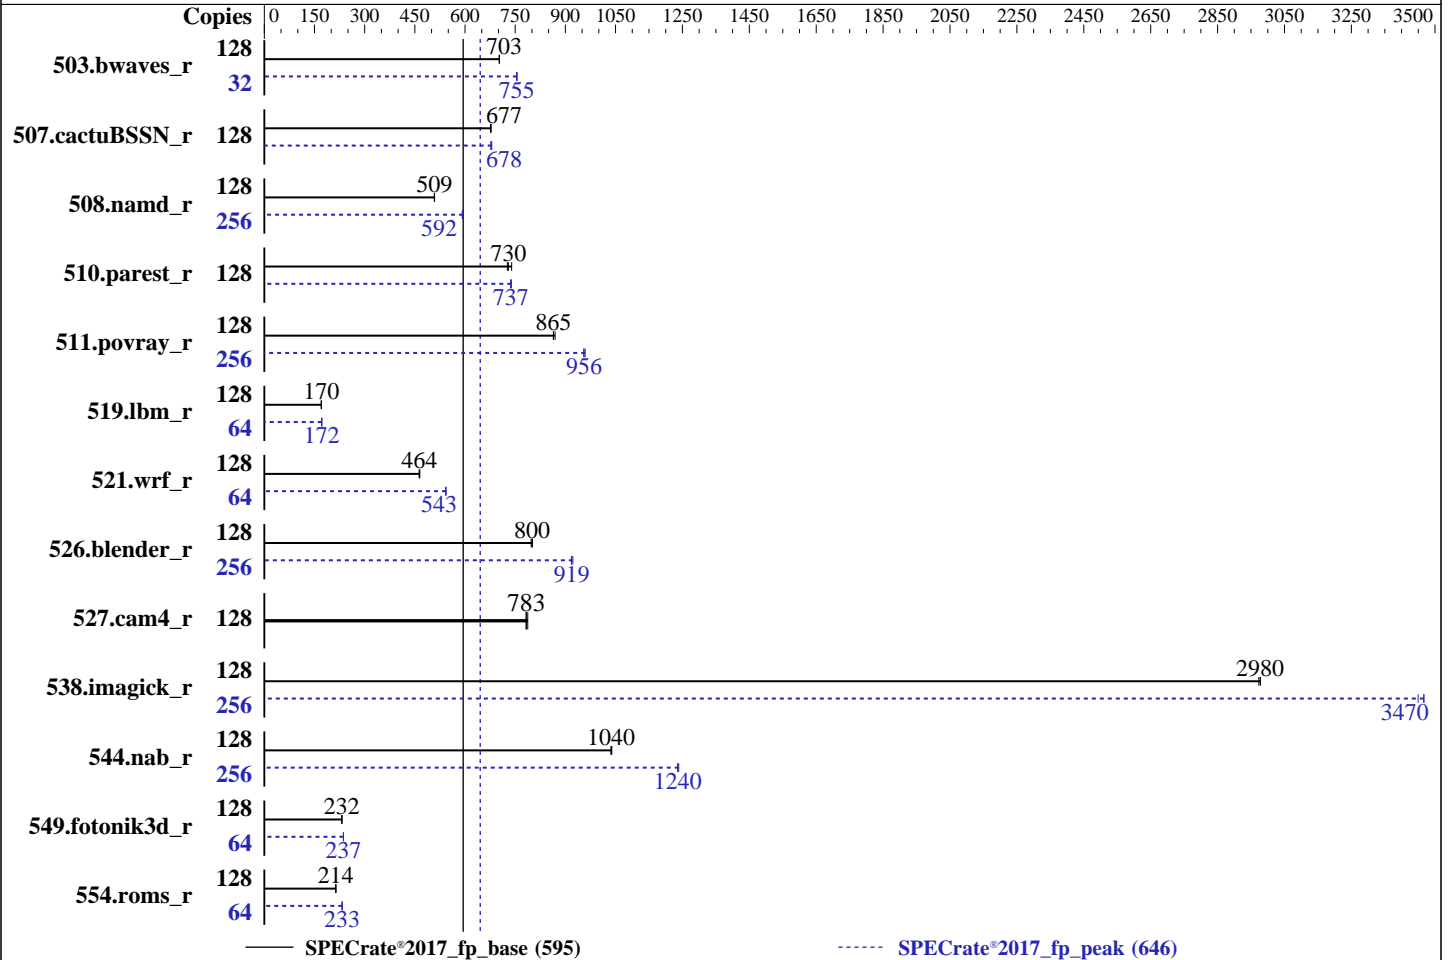 Copies 0 150 300 450 600 750 900 1050 1250 1450 1650 1850 2050 2250 2450 2650 2850 3050 3250 3500
503.bwaves_r 128 703
32 755
507.cactuBSSN_r 128 677
678
508.namd_r 128 509
256 592
510.parest_r 128 730
737
511.povray_r 128 865
256 956
519.lbm_r 128 170
64 172
521.wrf_r 128 464
64 543
526.blender_r 128 800
256 919
527.cam4_r 128 783
538.imagick_r 128 2980
256 3470
544.nab_r 128 1040
256 1240
549.fotonik3d_r 128 232
64 237
554.roms_r 128 214
64 233
SPECrate®2017_fp_base (595) SPECrate®2017_fp_peak (646)